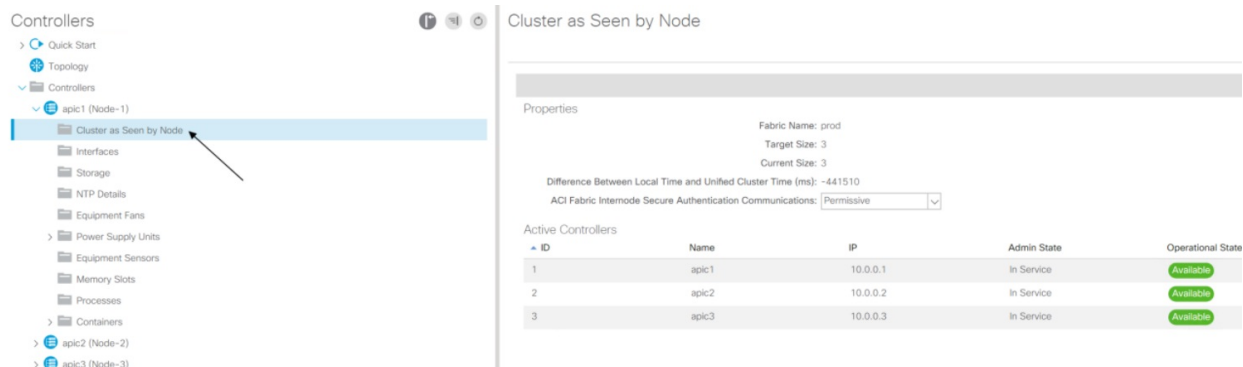 Controllers
Quick Start
Topology
Controllers
apic1 (Node-1)
Cluster as Seen by Node
Interfaces
Storage
NTP Details
Equipment Fans
Power Supply Units
Equipment Sensors
Memory Slots
Processes
Containers
apic2 (Node-2)
apic3 (Node-3)
Cluster as Seen by Node
Properties
Fabric Name: prod
Target Size: 3
Current Size: 3
Difference Between Local Time and Unified Cluster Time (ms): -441510
ACI Fabric Internode Secure Authentication Communications: Permissive
Active Controllers
ID Name IP Admin State Operational State
1 apic1 10.0.0.1 In Service Available
2 apic2 10.0.0.2 In Service Available
3 apic3 10.0.0.3 In Service Available